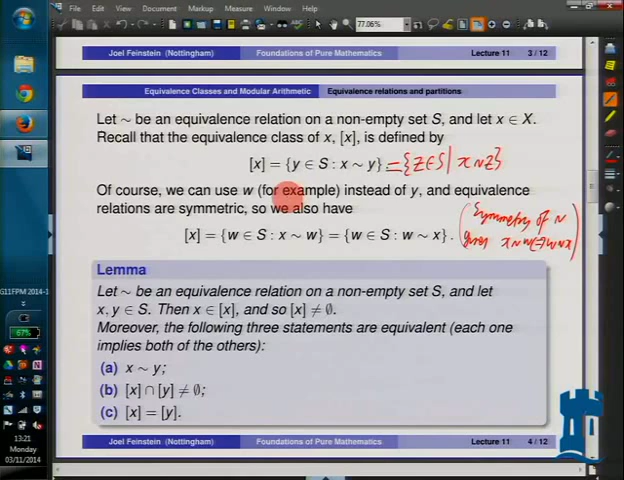 File Edit View Document Markup Measure Window Help
77.06%
Joel Feinstein (Nottingham) Foundations of Pure Mathematics Lecture 11 3 / 12
Equivalence Classes and Modular Arithmetic Equivalence relations and partitions
Let ∼ be an equivalence relation on a non-empty set S, and let x ∈ X.
Recall that the equivalence class of x, [x], is defined by
[x] = {y ∈ S : x ∼ y}. = {z ∈ S | x ∼ z}
Of course, we can use w (for example) instead of y, and equivalence
relations are symmetric, so we also have
[x] = {w ∈ S : x ∼ w} = {w ∈ S : w ∼ x}.
(Symmetry of ∼
gives x ∼ w ⇔ w ∼ x)
Lemma
Let ∼ be an equivalence relation on a non-empty set S, and let
x, y ∈ S. Then x ∈ [x], and so [x] ≠ ∅.
Moreover, the following three statements are equivalent (each one
implies both of the others):
(a) x ∼ y;
(b) [x] ∩ [y] ≠ ∅;
(c) [x] = [y].
Joel Feinstein (Nottingham) Foundations of Pure Mathematics Lecture 11 4 / 12
G11FPM 2014-1
67%
13:21
Monday
03/11/2014